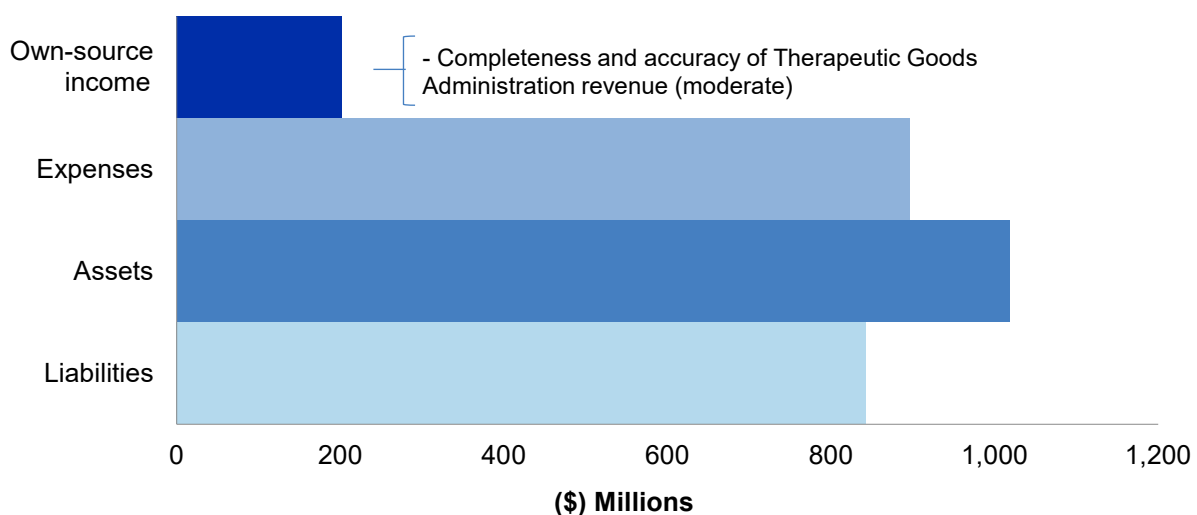 Own-source
income
- Completeness and accuracy of Therapeutic Goods
Administration revenue (moderate)
Expenses
Assets
Liabilities
0 200 400 600 800 1,000 1,200
($) Millions